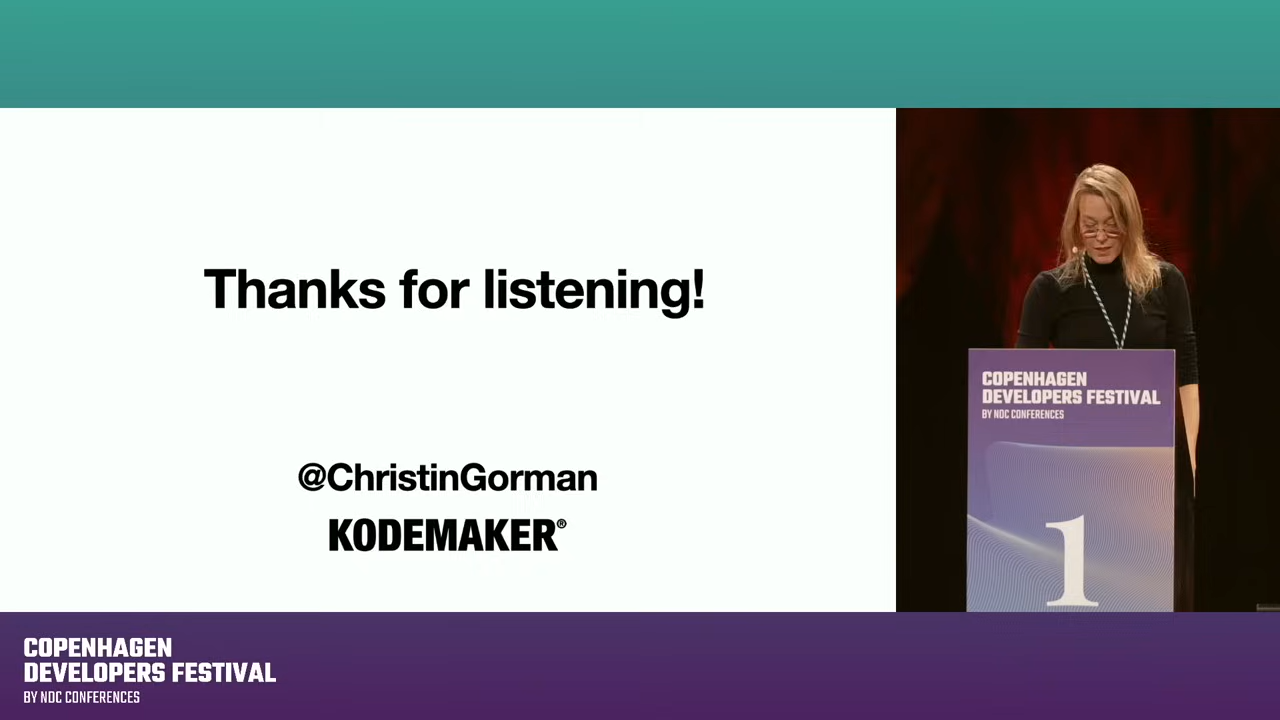 Thanks for listening!
@ChristinGorman
KODEMAKER®
COPENHAGEN
DEVELOPERS FESTIVAL
BY NDC CONFERENCES
1
COPENHAGEN
DEVELOPERS FESTIVAL
BY NDC CONFERENCES